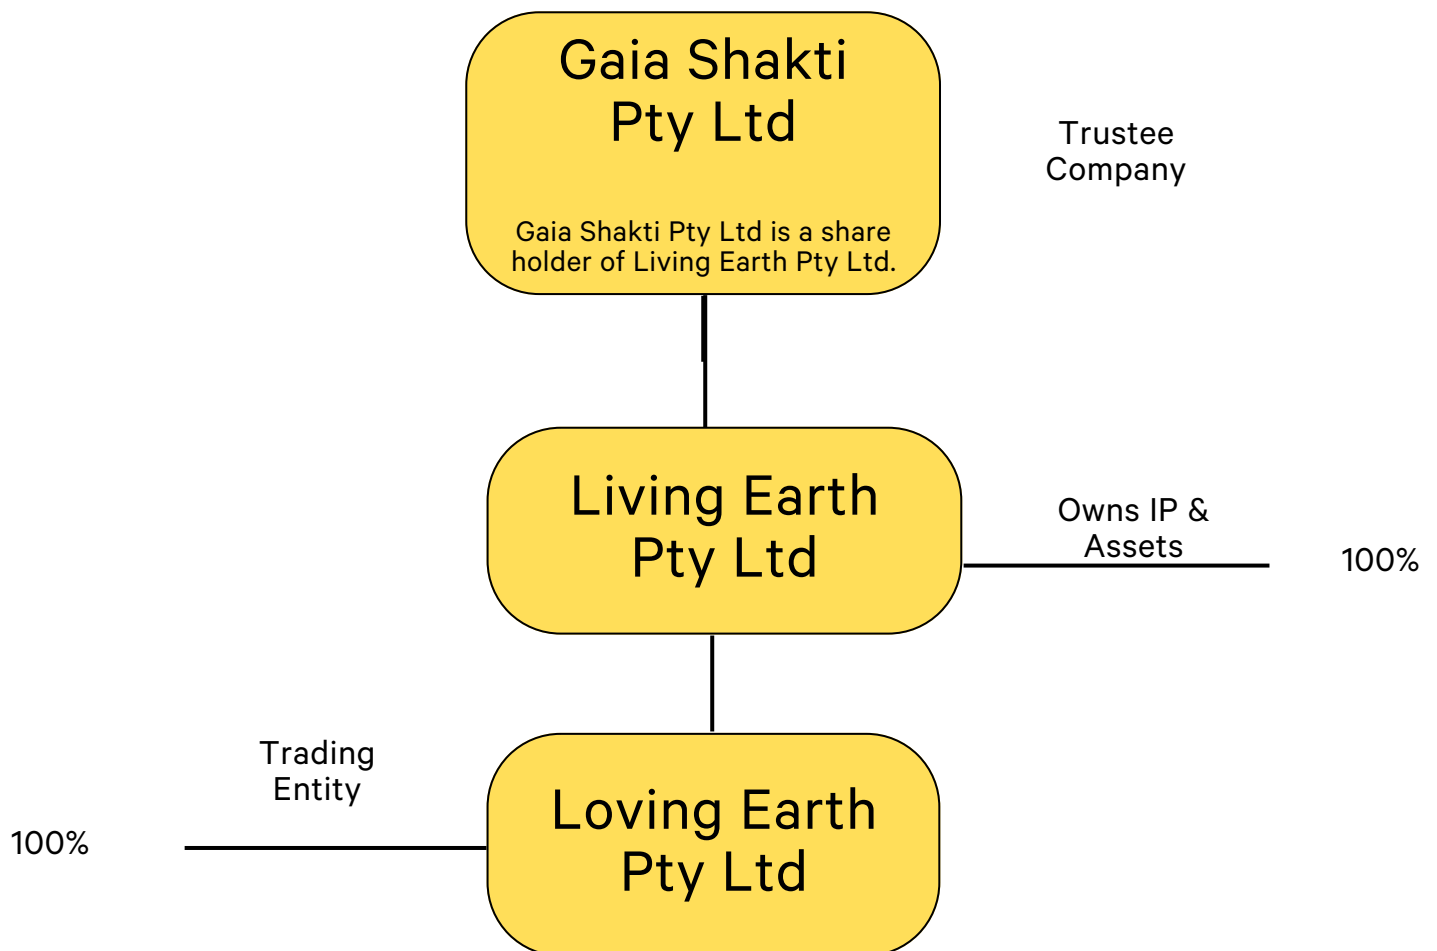 Gaia Shakti
Pty Ltd
Trustee
Company
Gaia Shakti Pty Ltd is a share
holder of Living Earth Pty Ltd.
Living Earth
Pty Ltd
Owns IP &
Assets
100%
Trading
Entity
100%
Loving Earth
Pty Ltd